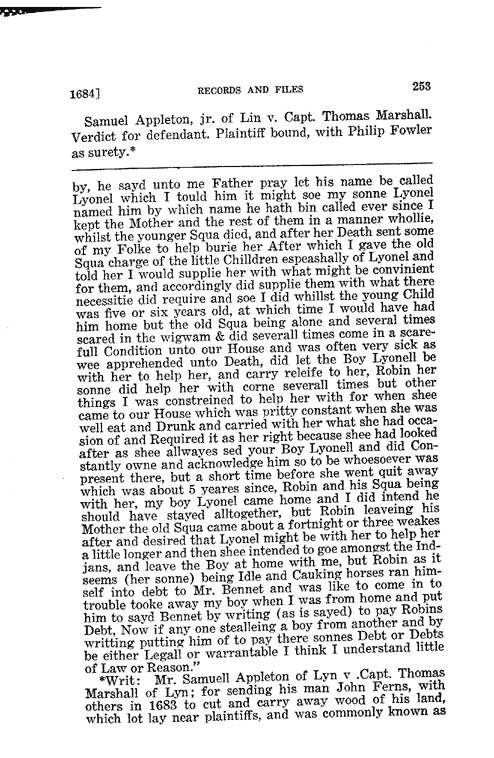 1684] RECORDS AND FILES 253
Samuel Appleton, jr. of Lin v. Capt. Thomas Marshall.
Verdict for defendant. Plaintiff bound, with Philip Fowler
as surety.*
by, he sayd unto me Father pray let his name be called
Lyonel which I tould him it might soe my sonne Lyonel
named him by which name he hath bin called ever since I
kept the Mother and the rest of them in a manner whollie,
whilst the younger Squa died, and after her Death sent some
of my Folke to help burie her After which I gave the old
Squa charge of the little Chilldren espeashally of Lyonel and
told her I would supplie her with what might be convinient
for them, and accordingly did supplie them with what there
necessitie did require and soe I did whillst the young Child
was five or six years old, at which time I would have had
him home but the old Squa being alone and several times
scared in the wigwam & did severall times come in a scare-
full Condition unto our House and was often very sick as
wee apprehended unto Death, did let the Boy Lyonell be
with her to help her, and carry releife to her, Robin her
sonne did help her with corne severall times but other
things I was constreined to help her with for when shee
came to our House which was pritty constant when she was
well eat and Drunk and carried with her what she had occa-
sion of and Required it as her right because shee had looked
after as shee allwayes sed your Boy Lyonell and did Con-
stantly owne and acknowledge him so to be whoesoever was
present there, but a short time before she went quit away
which was about 5 yeares since, Robin and his Squa being
with her, my boy Lyonel came home and I did intend he
should have stayed alltogether, but Robin leaveing his
Mother the old Squa came about a fortnight or three weakes
after and desired that Lyonel might be with her to help her
a little longer and then shee intended to goe amongst the Ind-
jans, and leave the Boy at home with me, but Robin as it
seems (her sonne) being Idle and Cauking horses ran him-
self into debt to Mr. Bennet and was like to come in to
trouble tooke away my boy when I was from home and put
him to sayd Bennet by writing (as is sayed) to pay Robins
Debt, Now if any one stealleing a boy from another and by
writting putting him of to pay there sonnes Debt or Debts
be either Legall or warrantable I think I understand little
of Law or Reason."
*Writ: Mr. Samuell Appleton of Lyn v .Capt. Thomas
Marshall of Lyn; for sending his man John Ferns, with
others in 1683 to cut and carry away wood of his land,
which lot lay near plaintiffs, and was commonly known as